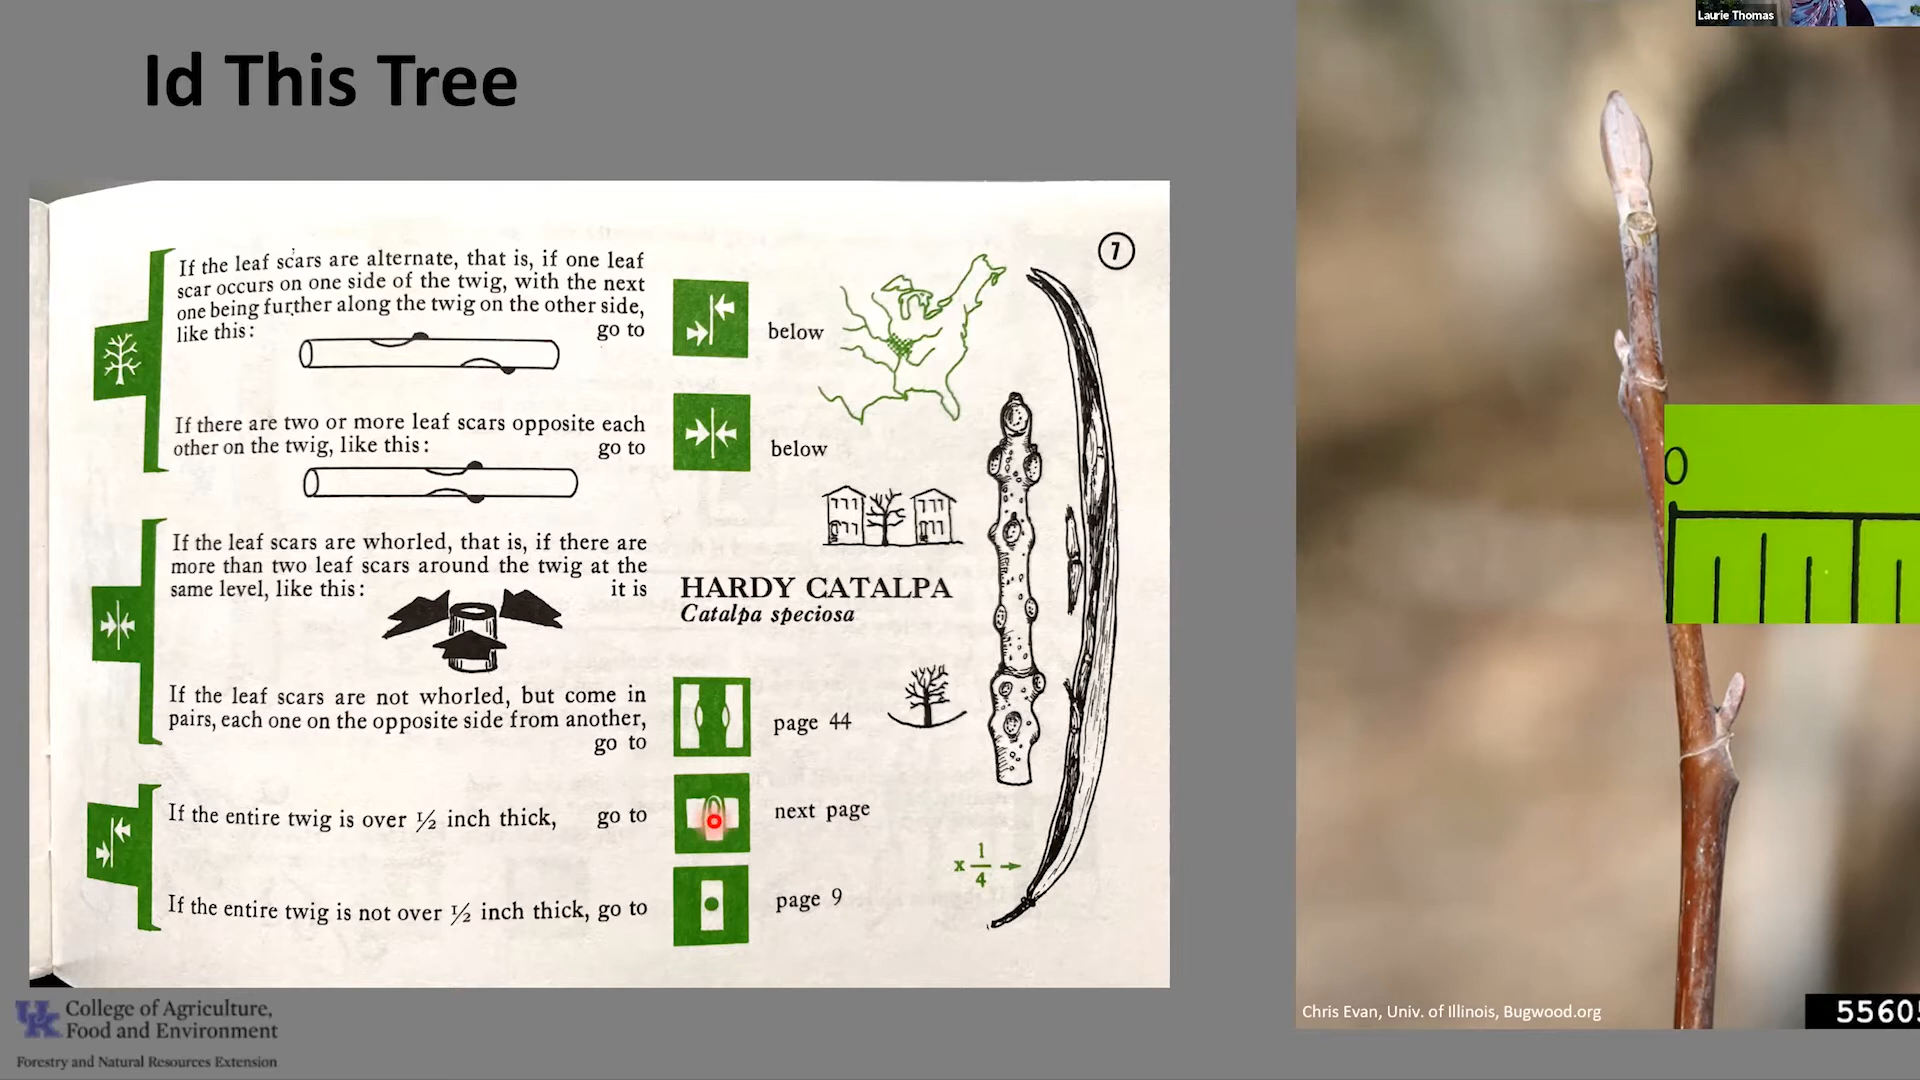 Laurie Thomas
Id This Tree
7
If the leaf scars are alternate, that is, if one leaf
scar occurs on one side of the twig, with the next
one being further along the twig on the other side,
like this: go to
below
If there are two or more leaf scars opposite each
other on the twig, like this: go to
below
If the leaf scars are whorled, that is, if there are
more than two leaf scars around the twig at the
same level, like this: it is
HARDY CATALPA
Catalpa speciosa
If the leaf scars are not whorled, but come in
pairs, each one on the opposite side from another,
go to
page 44
If the entire twig is over ½ inch thick, go to
next page
If the entire twig is not over ½ inch thick, go to
page 9
x 1/4
0
UK College of Agriculture,
Food and Environment
Forestry and Natural Resources Extension
Chris Evan, Univ. of Illinois, Bugwood.org
5560